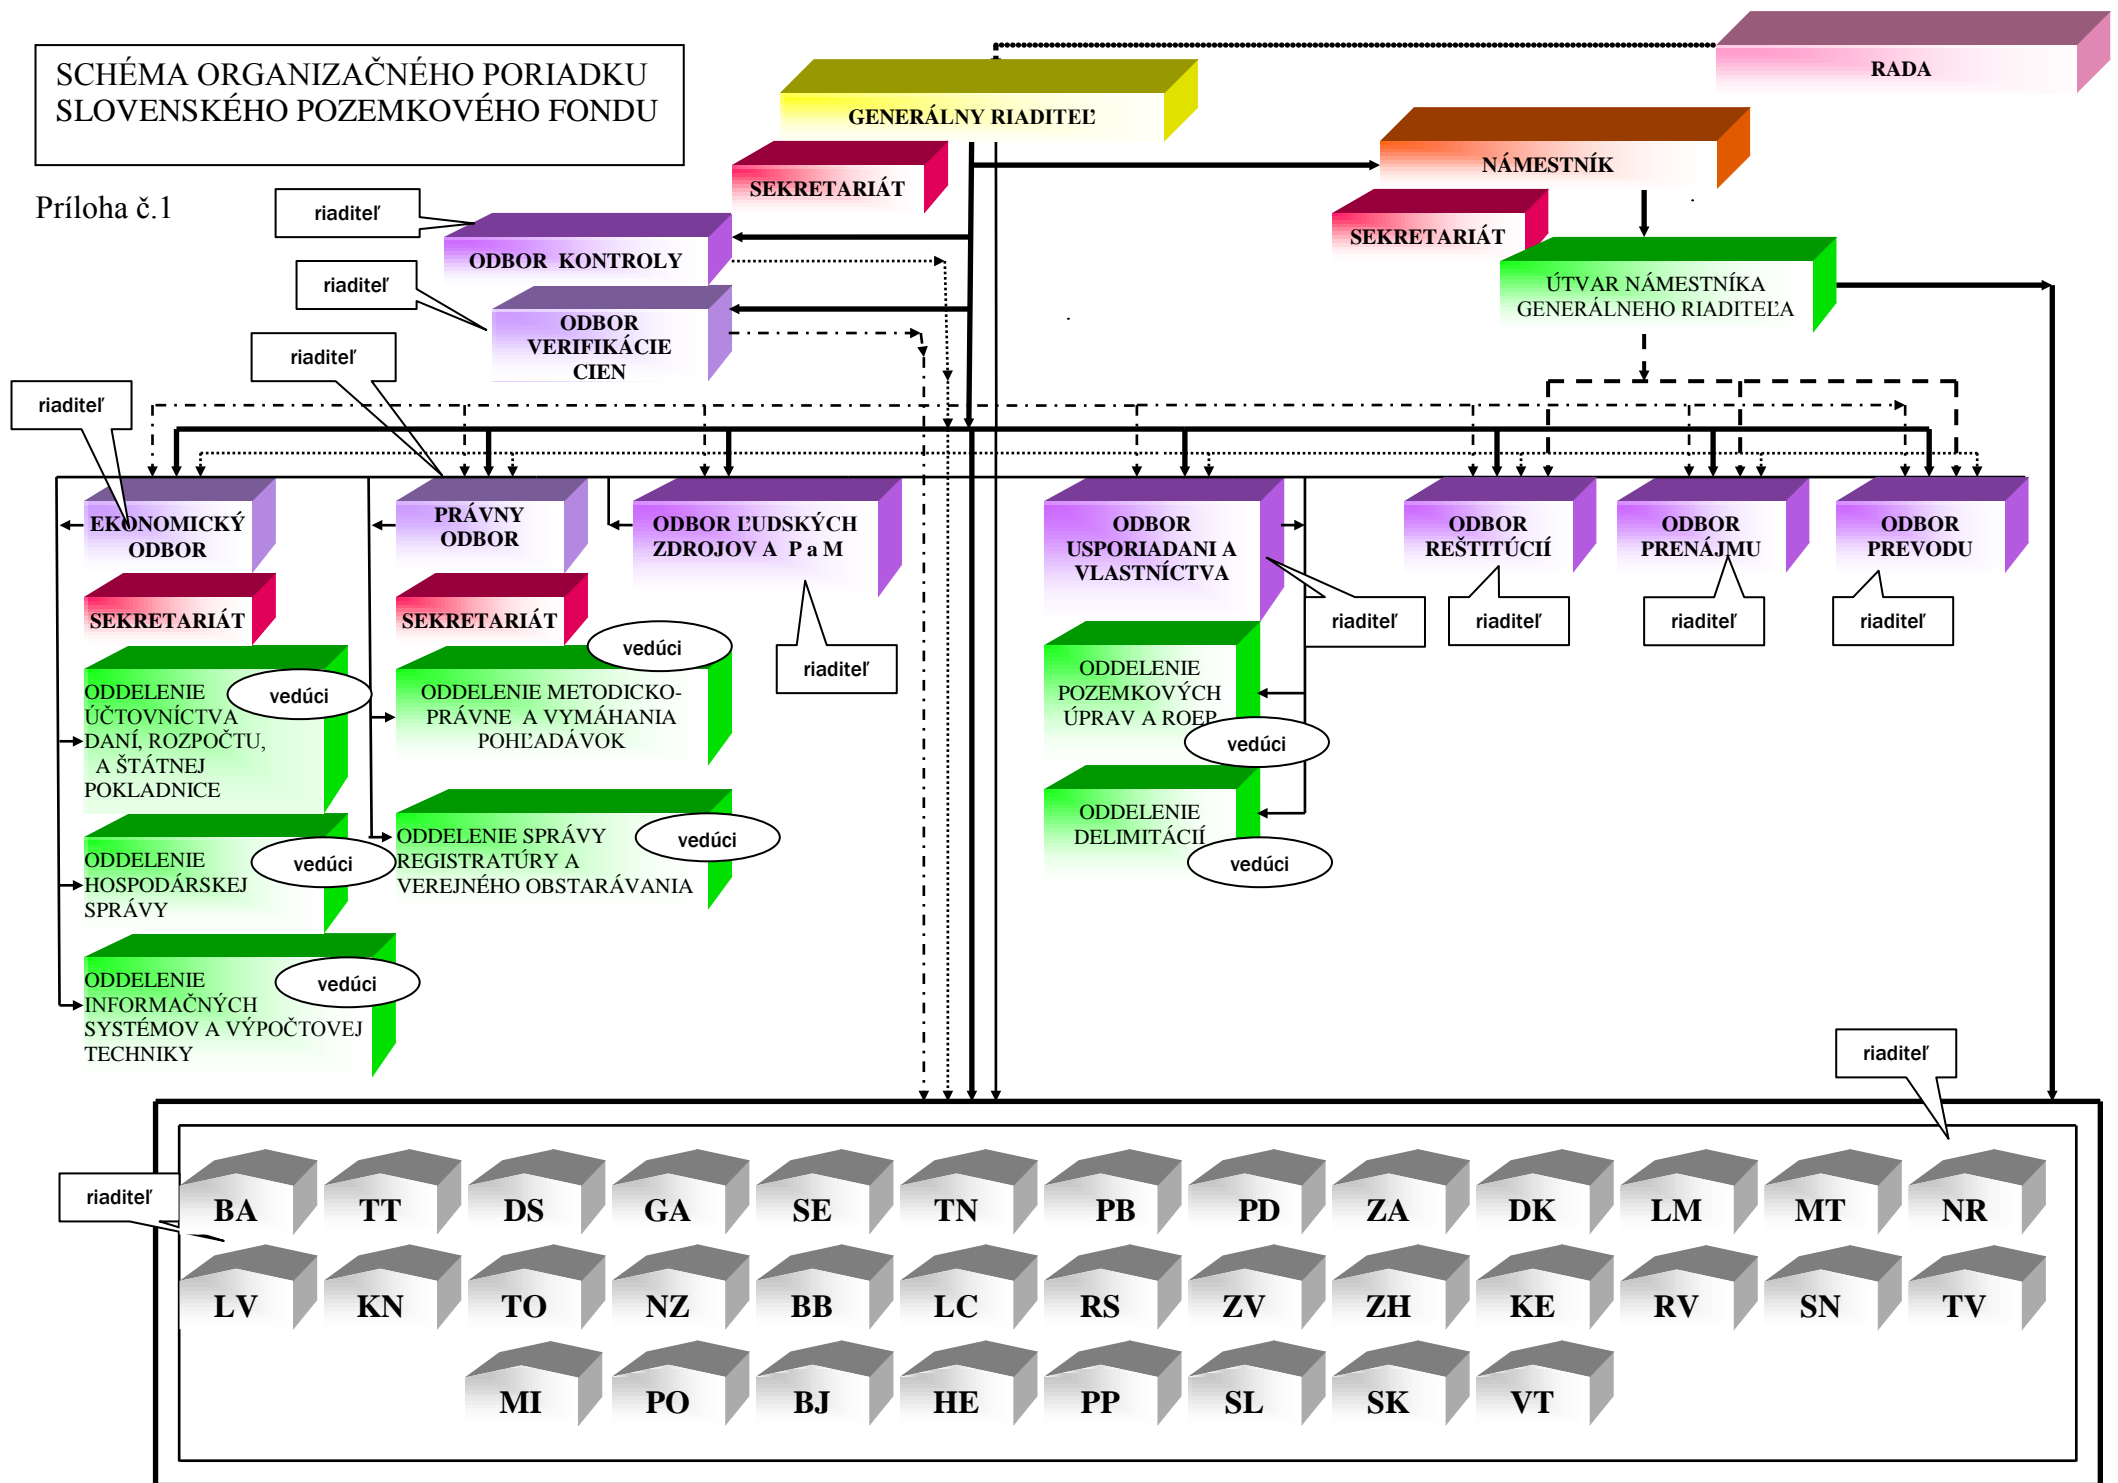 SCHÉMA ORGANIZAČNÉHO PORIADKU
SLOVENSKÉHO POZEMKOVÉHO FONDU
Príloha č.1
RADA
GENERÁLNY RIADITEĽ
NÁMESTNÍK
SEKRETARIÁT
SEKRETARIÁT
riaditeľ
ODBOR KONTROLY
ÚTVAR NÁMESTNÍKA
GENERÁLNEHO RIADITEĽA
riaditeľ
ODBOR
VERIFIKÁCIE
CIEN
riaditeľ
riaditeľ
EKONOMICKÝ
ODBOR
PRÁVNY
ODBOR
ODBOR ĽUDSKÝCH
ZDROJOV A P a M
ODBOR
USPORIADANI A
VLASTNÍCTVA
ODBOR
REŠTITÚCIÍ
ODBOR
PRENÁJMU
ODBOR
PREVODU
SEKRETARIÁT
SEKRETARIÁT
riaditeľ
riaditeľ
riaditeľ
riaditeľ
riaditeľ
vedúci
ODDELENIE
ÚČTOVNÍCTVA
DANÍ, ROZPOČTU,
A ŠTÁTNEJ
POKLADNICE
vedúci
ODDELENIE METODICKO-
PRÁVNE A VYMÁHANIA
POHĽADÁVOK
ODDELENIE
POZEMKOVÝCH
ÚPRAV A ROEP
vedúci
ODDELENIE
HOSPODÁRSKEJ
SPRÁVY
vedúci
ODDELENIE SPRÁVY
REGISTRATÚRY A
VEREJNÉHO OBSTARÁVANIA
vedúci
ODDELENIE
DELIMITÁCIÍ
vedúci
ODDELENIE
INFORMAČNÝCH
SYSTÉMOV A VÝPOČTOVEJ
TECHNIKY
vedúci
riaditeľ
riaditeľ
BA TT DS GA SE TN PB PD ZA DK LM MT NR
LV KN TO NZ BB LC RS ZV ZH KE RV SN TV
MI PO BJ HE PP SL SK VT